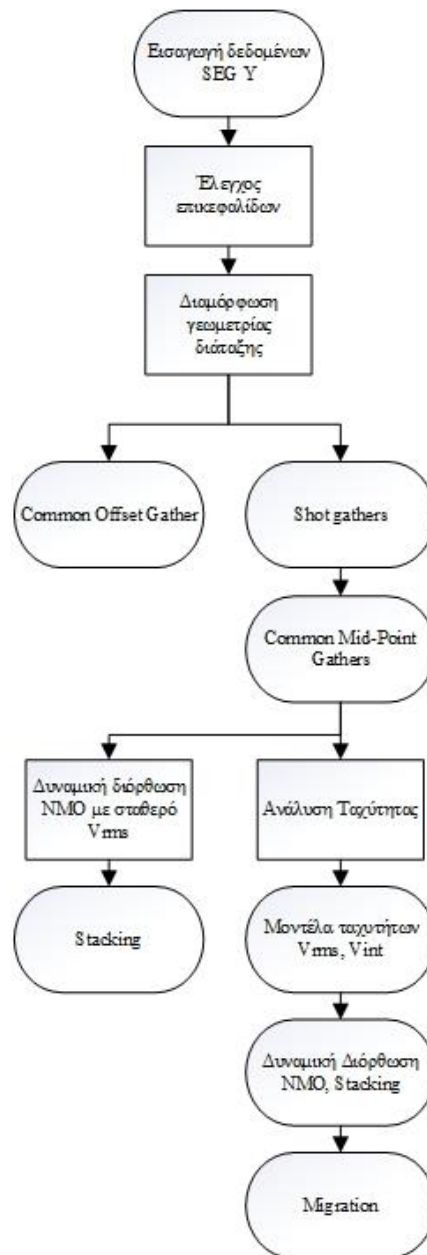 Εισαγωγή δεδομένων
SEG Y
Έλεγχος
επικεφαλίδων
Διαμόρφωση
γεωμετρίας
διάταξης
Common Offset Gather
Shot gathers
Common Mid-Point
Gathers
Δυναμική διόρθωση
NMO με σταθερό
Vrms
Ανάλυση Ταχύτητας
Stacking
Μοντέλα ταχυτήτων
Vrms, Vint
Δυναμική Διόρθωση
NMO, Stacking
Migration